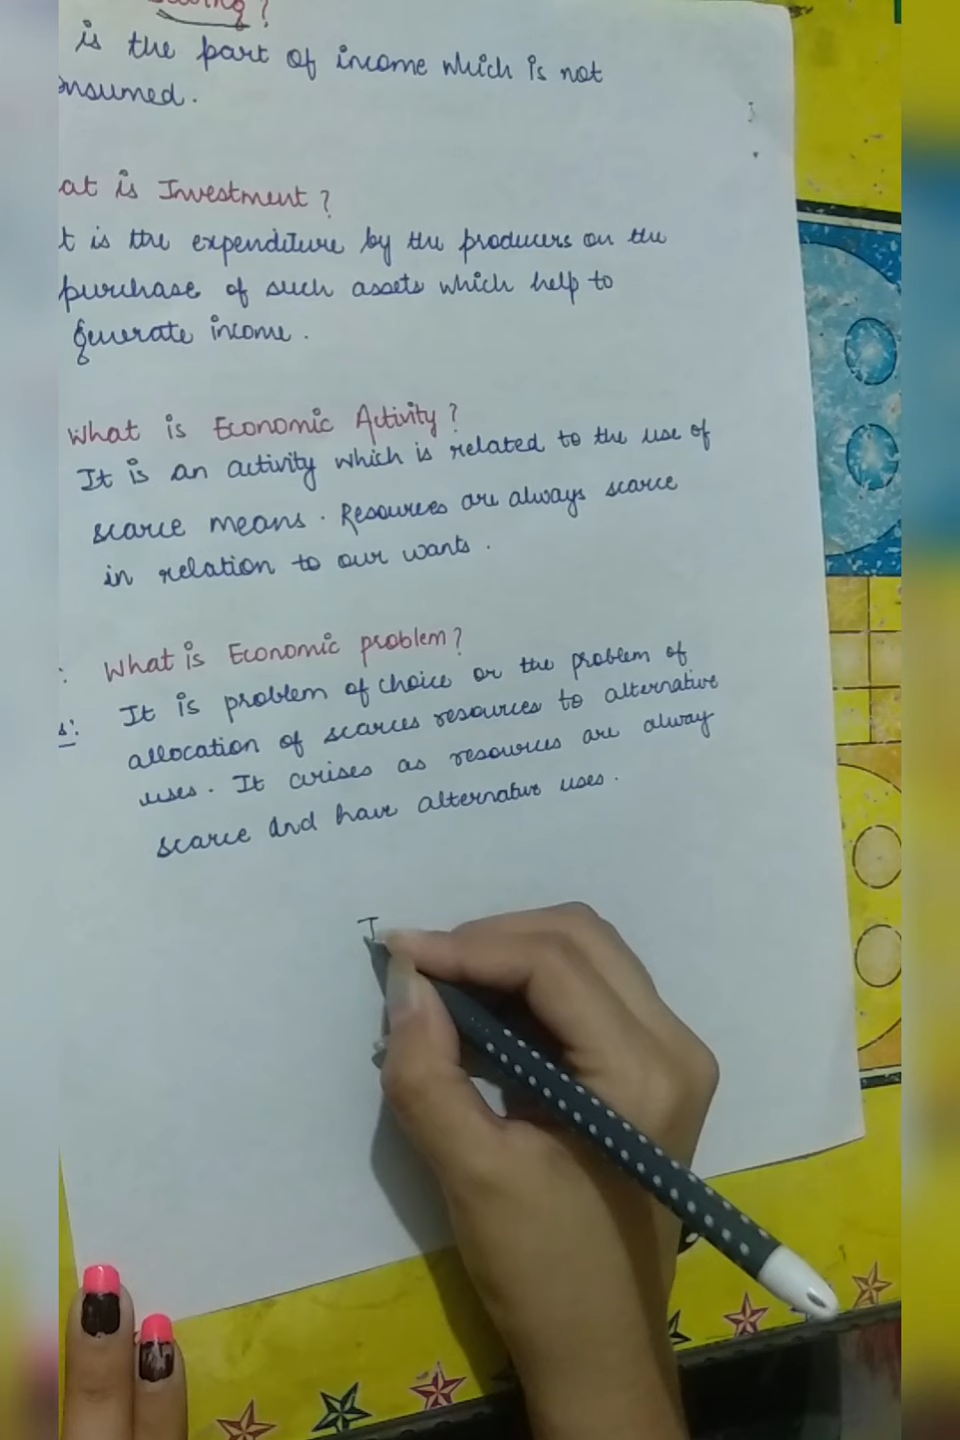 is the part of income which is not
onsumed.
at is Investment?
t is the expenditure by the producers on the
purchase of such assets which help to
generate income.
What is Economic Activity?
It is an activity which is related to the use of
scarce means. Resources are always scarce
in relation to our wants.
: What is Economic problem?
s: It is problem of choice or the problem of
allocation of scarces resources to alternative
uses. It arises as resources are alway
scarce and have alternative uses.
I